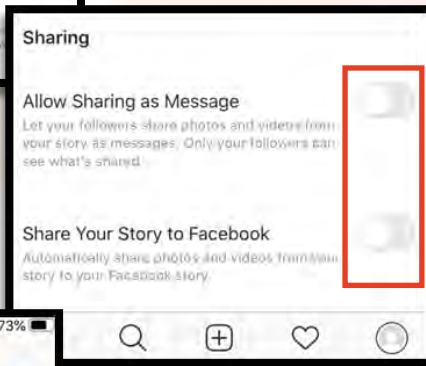 Sharing
Allow Sharing as Message
Let your followers share photos and videos from
your story as messages. Only your followers can
see what's shared.
Share Your Story to Facebook
Automatically share photos and videos from your
story to your Facebook story.
73%